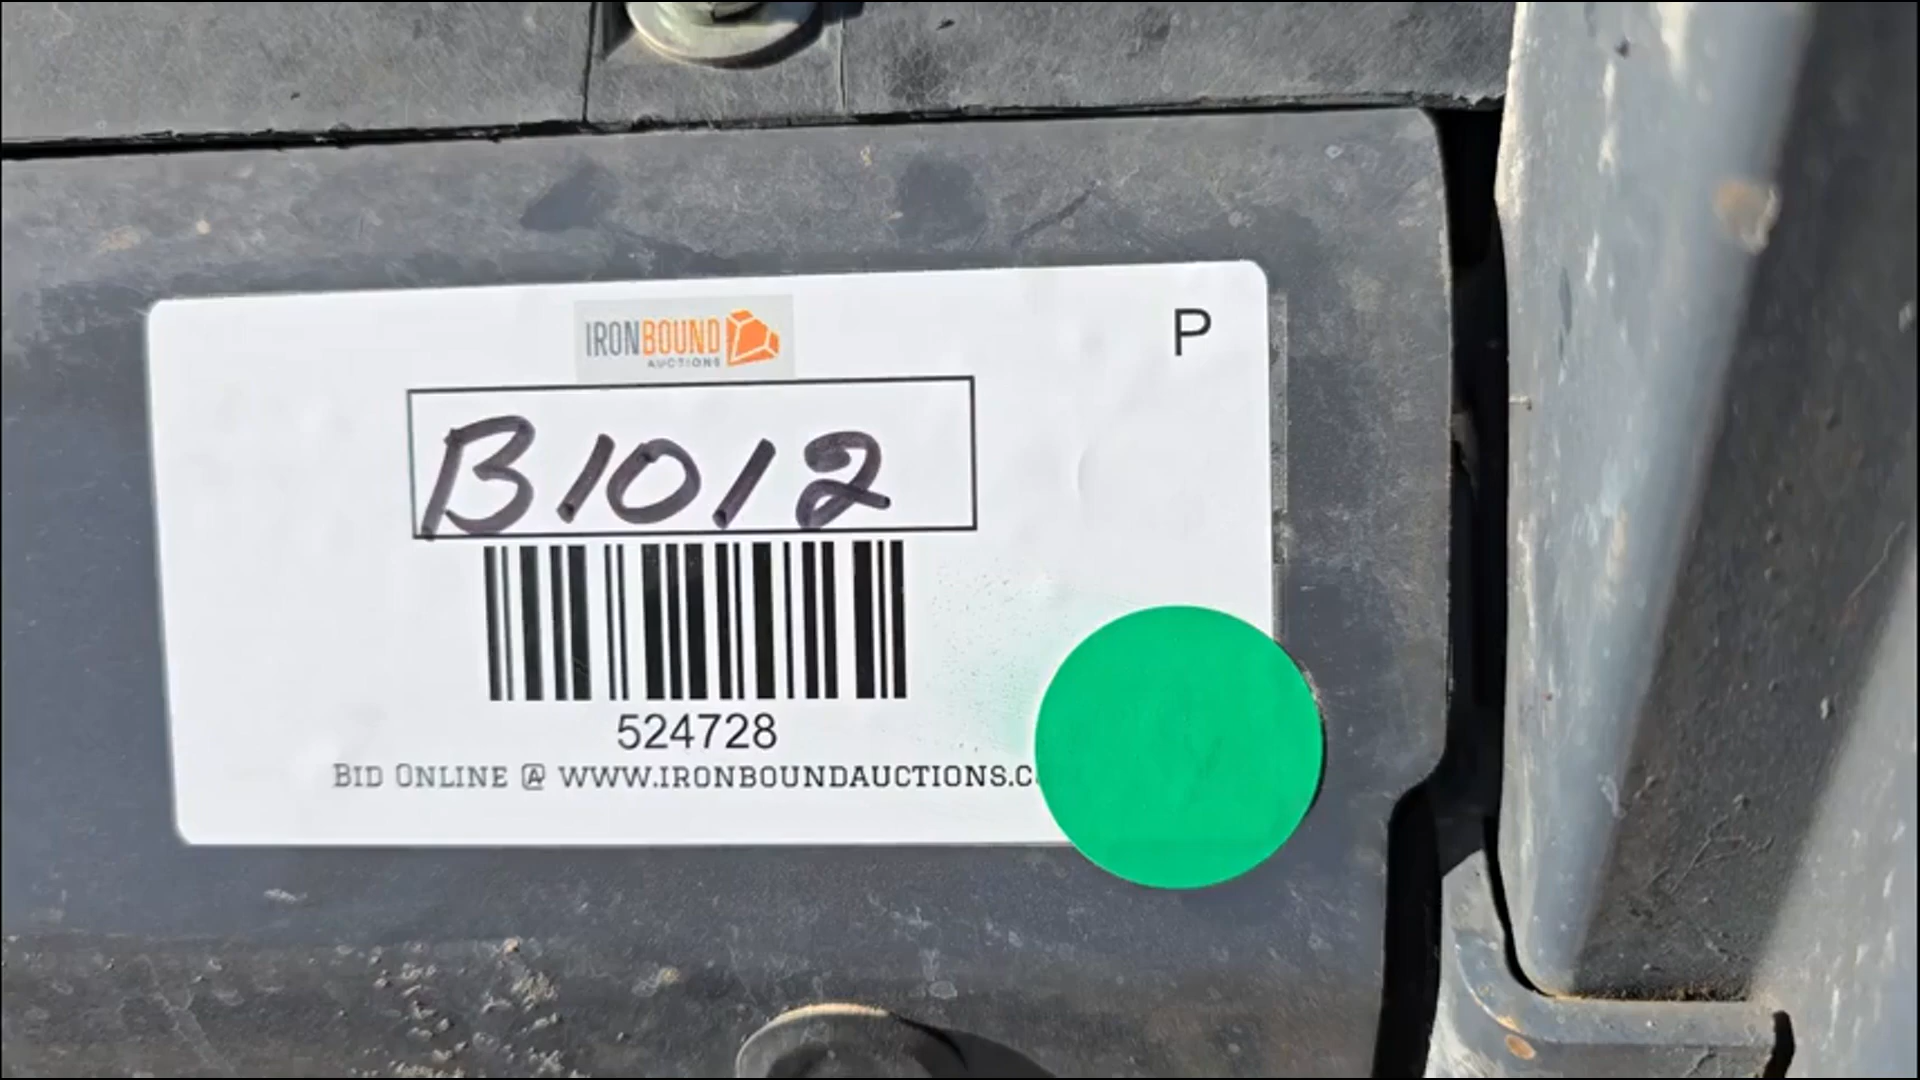 IRONBOUND
AUCTIONS
P
B1012
524728
BID ONLINE @ WWW.IRONBOUNDAUCTIONS.C